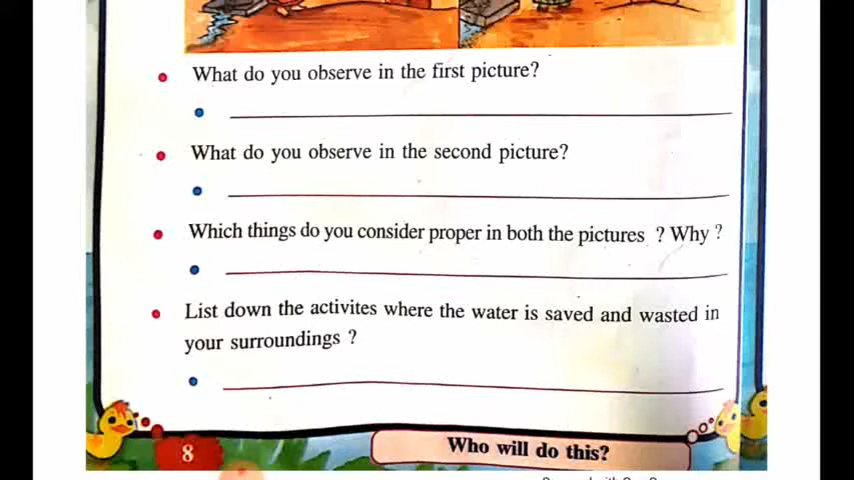 What do you observe in the first picture?
What do you observe in the second picture?
Which things do you consider proper in both the pictures ? Why ?
List down the activites where the water is saved and wasted in
your surroundings ?
8
Who will do this?